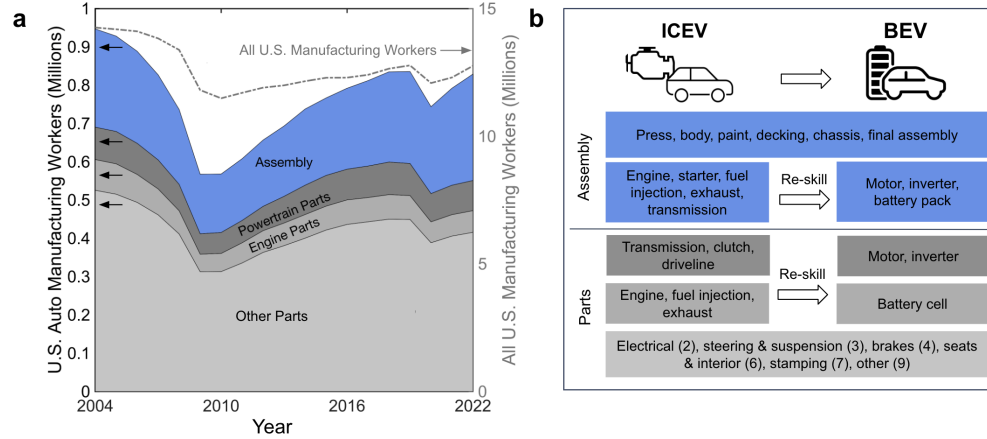 a
U.S. Auto Manufacturing Workers (Millions)
1
0.9
0.8
0.7
0.6
0.5
0.4
0.3
0.2
0.1
0
All U.S. Manufacturing Workers
Assembly
Powertrain Parts
Engine Parts
Other Parts
15
10
5
0
All U.S. Manufacturing Workers (Millions)
2004
2010
2016
2022
Year
b
ICEV
BEV
Assembly
Press, body, paint, decking, chassis, final assembly
Engine, starter, fuel
injection, exhaust,
transmission
Re-skill
Motor, inverter,
battery pack
Parts
Transmission, clutch,
driveline
Motor, inverter
Re-skill
Engine, fuel injection,
exhaust
Battery cell
Electrical (2), steering & suspension (3), brakes (4), seats
& interior (6), stamping (7), other (9)